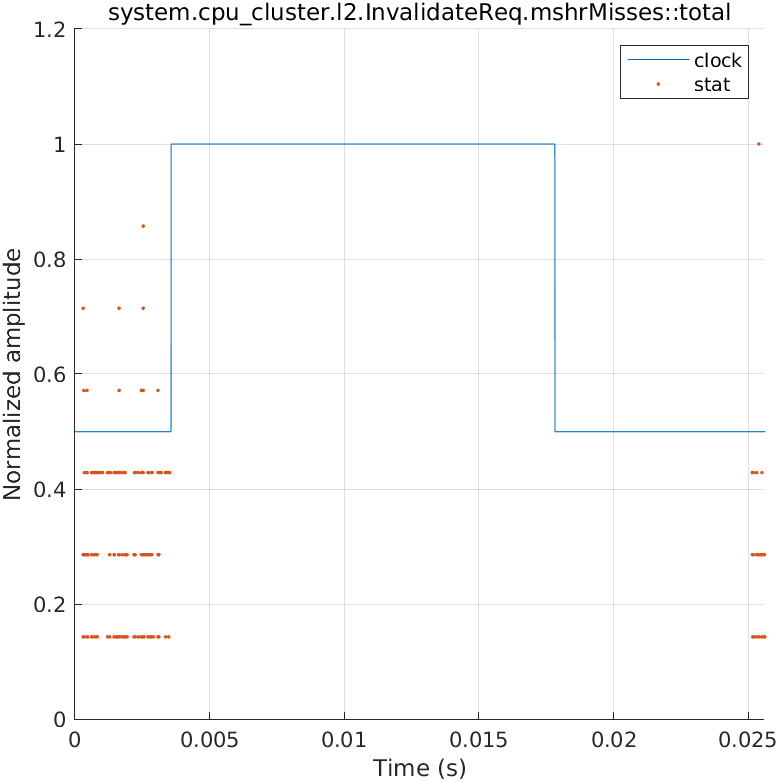 system.cpu_cluster.l2.InvalidateReq.mshrMisses::total
1.2
1
0.8
0.6
0.4
0.2
0
Normalized amplitude
clock
stat
0 0.005 0.01 0.015 0.02 0.025
Time (s)